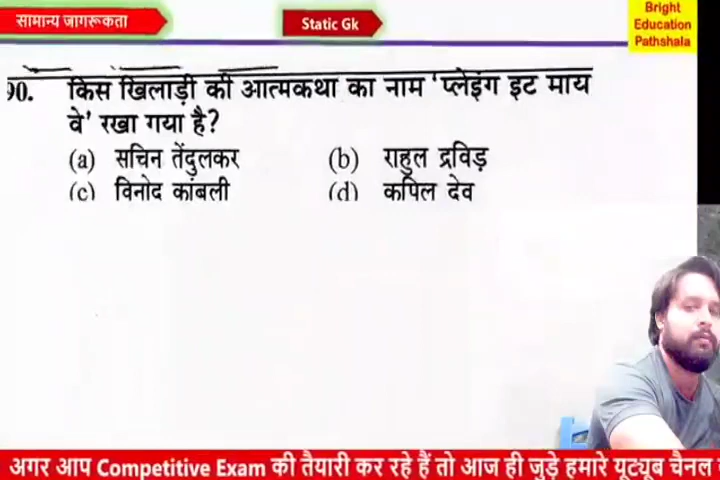 सामान्य जागरूकता
Static Gk
Bright
Education
Pathshala
90. किस खिलाड़ी की आत्मकथा का नाम 'प्लेइंग इट माय
वे' रखा गया है?
(a) सचिन तेंदुलकर (b) राहुल द्रविड़
(c) विनोद कांबली (d) कपिल देव
अगर आप Competitive Exam की तैयारी कर रहे हैं तो आज ही जुड़े हमारे यूट्यूब चैनल